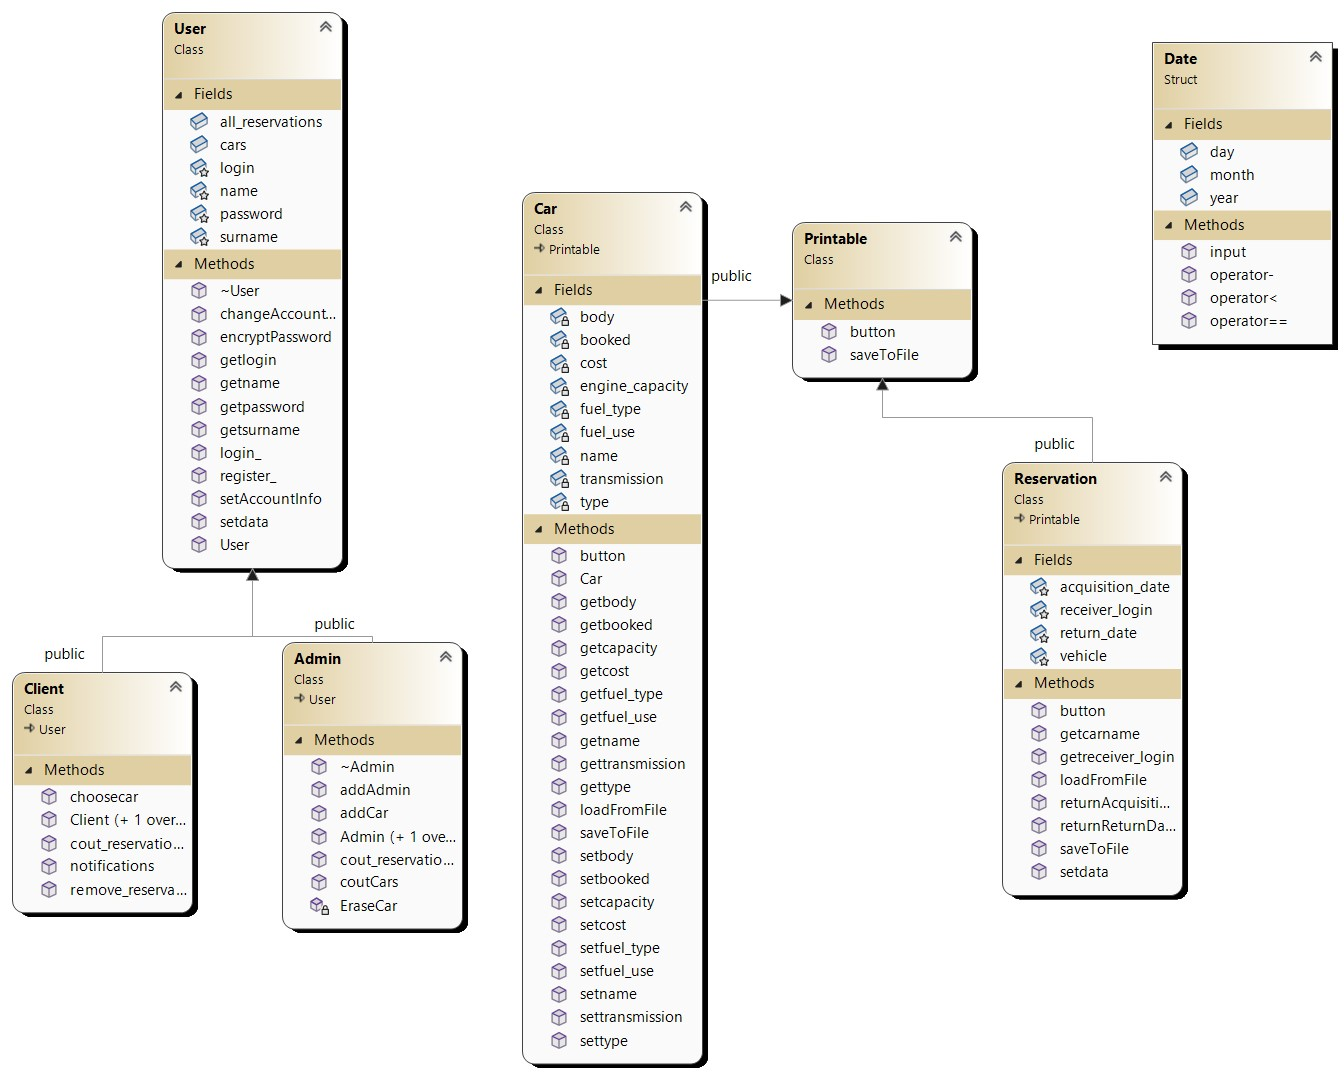 User
Class
Fields
all_reservations
cars
login
name
password
surname
Methods
~User
changeAccount...
encryptPassword
getlogin
getname
getpassword
getsurname
login_
register_
setAccountInfo
setdata
User
public
Client
Class
User
Methods
choosecar
Client (+ 1 over...
cout_reservatio...
notifications
remove_reserva...
public
Admin
Class
User
Methods
~Admin
addAdmin
addCar
Admin (+ 1 ove...
cout_reservatio...
coutCars
EraseCar
Car
Class
Printable
Fields
body
booked
cost
engine_capacity
fuel_type
fuel_use
name
transmission
type
Methods
button
Car
getbody
getbooked
getcapacity
getcost
getfuel_type
getfuel_use
getname
gettransmission
gettype
loadFromFile
saveToFile
setbody
setbooked
setcapacity
setcost
setfuel_type
setfuel_use
setname
settransmission
settype
public
Printable
Class
Methods
button
saveToFile
public
Reservation
Class
Printable
Fields
acquisition_date
receiver_login
return_date
vehicle
Methods
button
getcarname
getreceiver_login
loadFromFile
returnAcquisiti...
returnReturnDa...
saveToFile
setdata
Date
Struct
Fields
day
month
year
Methods
input
operator-
operator<
operator==